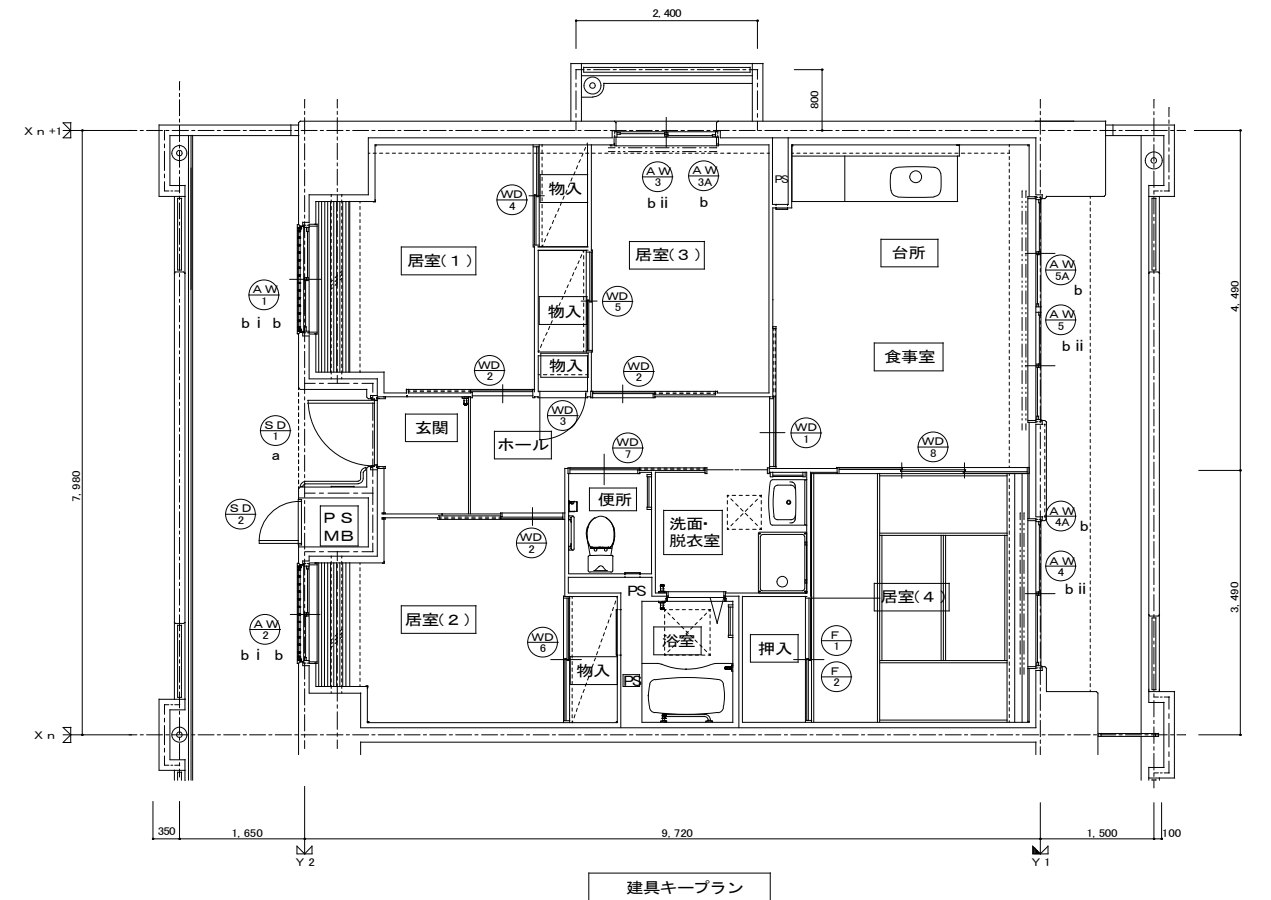 2,400
800
Xn+1
PS
AW
3
bii
AW
3A
b
物入
WD
4
居室(1)
居室(3)
台所
AW
1
b i b
物入
WD
5
AW
5A
b
AW
5
bii
4,490
食事室
物入
WD
2
WD
2
WD
3
SD
1
a
玄関
ホール
WD
7
WD
1
WD
8
7,980
SD
2
PS
MB
便所
洗面・
脱衣室
WD
2
AW
4A
b
AW
4
bii
3,490
PS
居室(4)
居室(2)
AW
2
b i b
WD
6
物入
浴室
押入
F
1
F
2
PS
Xn
350
1,650
9,720
1,500
100
Y2
Y1
建具キープラン